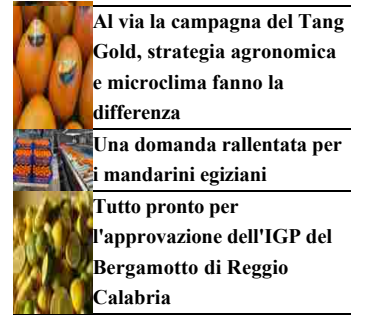 Al via la campagna del Tang
Gold, strategia agronomica
e microclima fanno la
differenza
Una domanda rallentata per
i mandarini egiziani
Tutto pronto per
l'approvazione dell'IGP del
Bergamotto di Reggio
Calabria